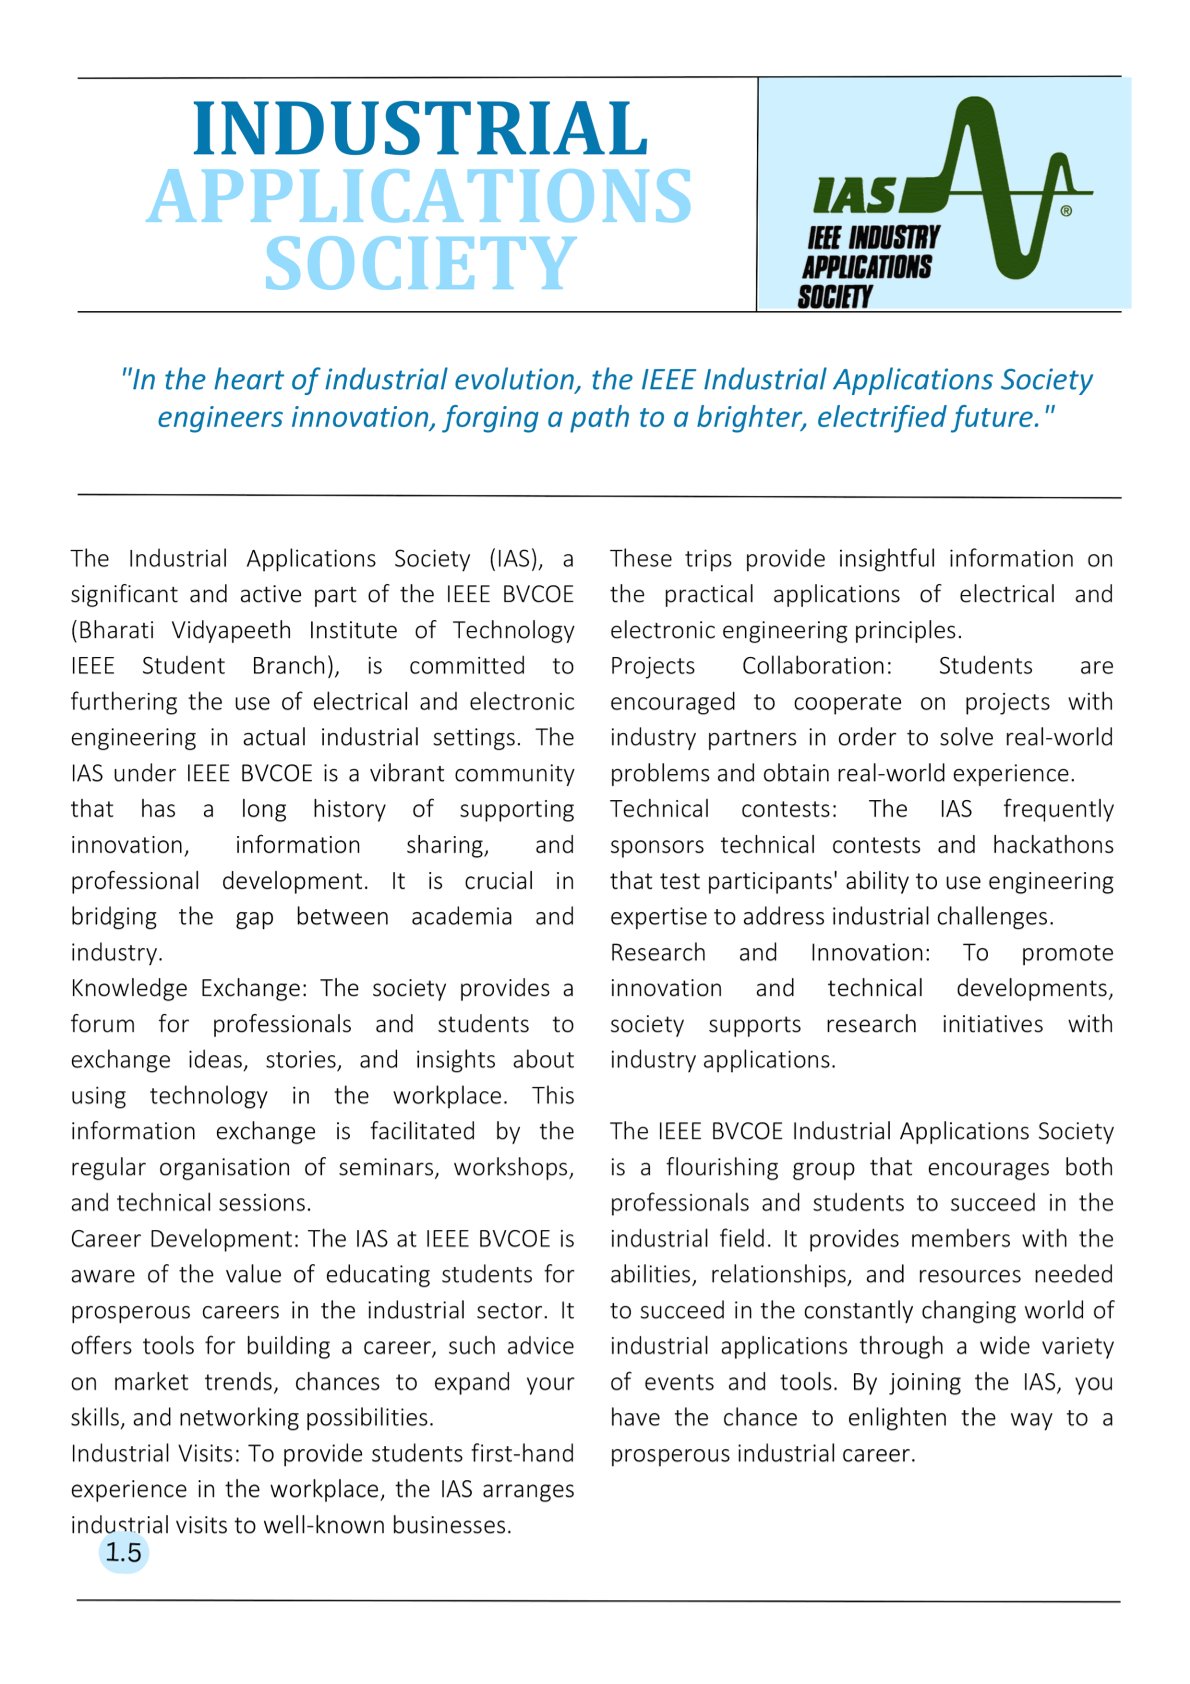 INDUSTRIAL
APPLICATIONS
SOCIETY
IAS
®
IEEE INDUSTRY
APPLICATIONS
SOCIETY
"In the heart of industrial evolution, the IEEE Industrial Applications Society
engineers innovation, forging a path to a brighter, electrified future."
The Industrial Applications Society (IAS), a
significant and active part of the IEEE BVCOE
(Bharati Vidyapeeth Institute of Technology
IEEE Student Branch), is committed to
furthering the use of electrical and electronic
engineering in actual industrial settings. The
IAS under IEEE BVCOE is a vibrant community
that has a long history of supporting
innovation, information sharing, and
professional development. It is crucial in
bridging the gap between academia and
industry.
Knowledge Exchange: The society provides a
forum for professionals and students to
exchange ideas, stories, and insights about
using technology in the workplace. This
information exchange is facilitated by the
regular organisation of seminars, workshops,
and technical sessions.
Career Development: The IAS at IEEE BVCOE is
aware of the value of educating students for
prosperous careers in the industrial sector. It
offers tools for building a career, such advice
on market trends, chances to expand your
skills, and networking possibilities.
Industrial Visits: To provide students first-hand
experience in the workplace, the IAS arranges
industrial visits to well-known businesses.
These trips provide insightful information on
the practical applications of electrical and
electronic engineering principles.
Projects Collaboration: Students are
encouraged to cooperate on projects with
industry partners in order to solve real-world
problems and obtain real-world experience.
Technical contests: The IAS frequently
sponsors technical contests and hackathons
that test participants' ability to use engineering
expertise to address industrial challenges.
Research and Innovation: To promote
innovation and technical developments,
society supports research initiatives with
industry applications.
The IEEE BVCOE Industrial Applications Society
is a flourishing group that encourages both
professionals and students to succeed in the
industrial field. It provides members with the
abilities, relationships, and resources needed
to succeed in the constantly changing world of
industrial applications through a wide variety
of events and tools. By joining the IAS, you
have the chance to enlighten the way to a
prosperous industrial career.
1.5